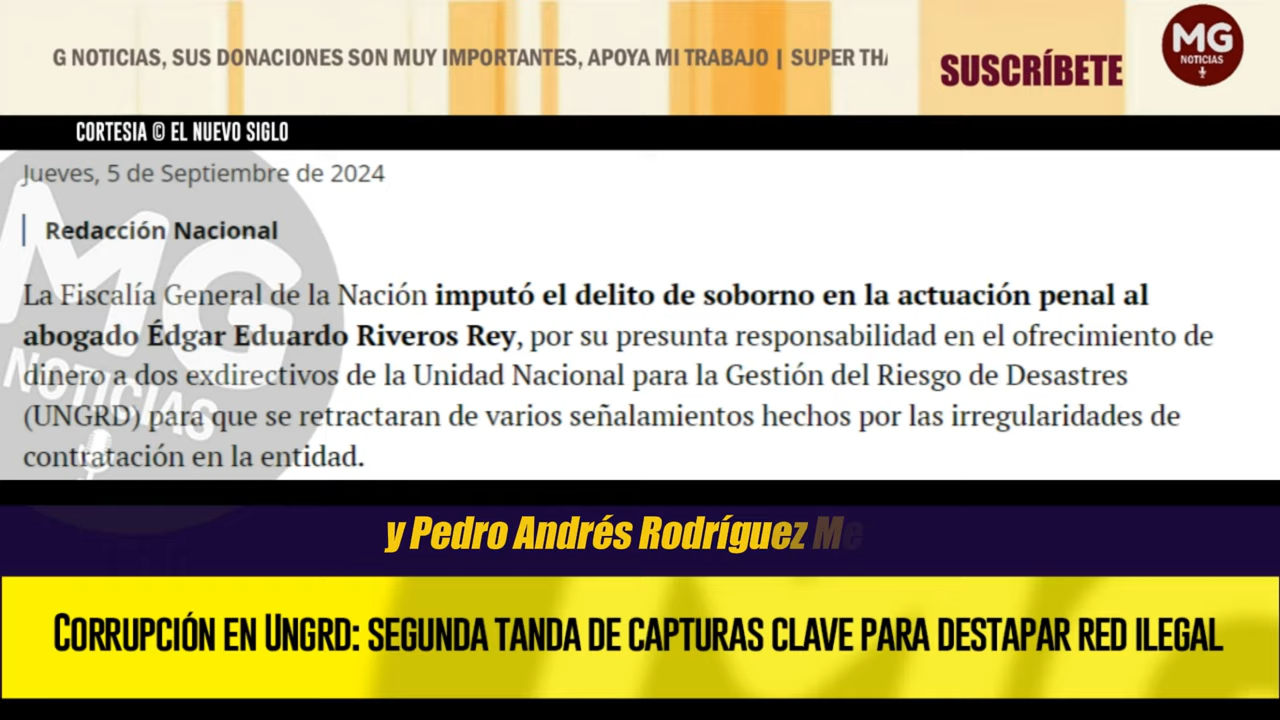 G NOTICIAS, SUS DONACIONES SON MUY IMPORTANTES, APOYA MI TRABAJO | SUPER
SUSCRÍBETE
MG
NOTICIAS
CORTESIA © EL NUEVO SIGLO
Jueves, 5 de Septiembre de 2024
Redacción Nacional
La Fiscalía General de la Nación imputó el delito de soborno en la actuación penal al
abogado Édgar Eduardo Riveros Rey, por su presunta responsabilidad en el ofrecimiento de
dinero a dos exdirectivos de la Unidad Nacional para la Gestión del Riesgo de Desastres
(UNGRD) para que se retractaran de varios señalamientos hechos por las irregularidades de
contratación en la entidad.
MG
NOTICIAS
y Pedro Andrés Rodríguez
CORRUPCIÓN EN UNGRD: SEGUNDA TANDA DE CAPTURAS CLAVE PARA DESTAPAR RED ILEGAL